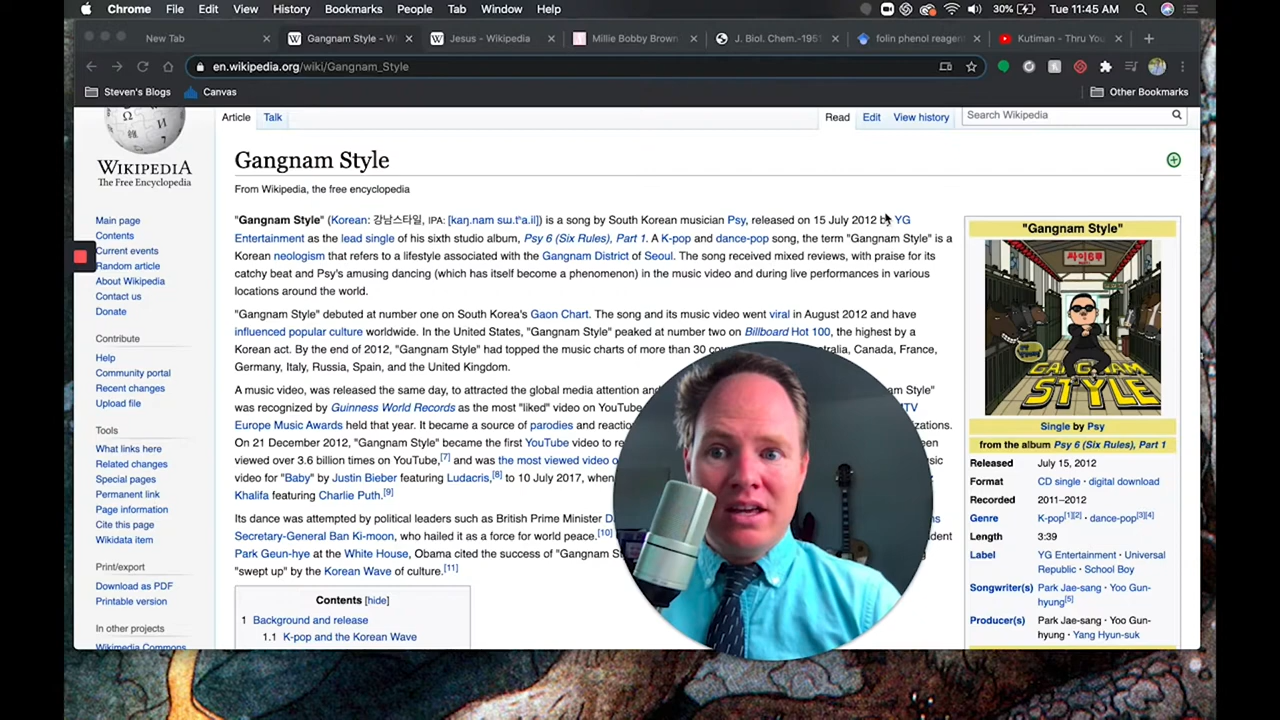 Chrome File Edit View History Bookmarks People Tab Window Help 30% Tue 11:45 AM
New Tab Gangnam Style - W Jesus - Wikipedia Millie Bobby Brown J. Biol. Chem.-1951 folin phenol reagent Kutiman - Thru You
en.wikipedia.org/wiki/Gangnam_Style
Steven's Blogs Canvas Other Bookmarks
Article Talk Read Edit View history Search Wikipedia
WIKIPEDIA
The Free Encyclopedia
Main page
Contents
Current events
Random article
About Wikipedia
Contact us
Donate
Contribute
Help
Community portal
Recent changes
Upload file
Tools
What links here
Related changes
Special pages
Permanent link
Page information
Cite this page
Wikidata item
Print/export
Download as PDF
Printable version
In other projects
Wikimedia Commons
Gangnam Style
From Wikipedia, the free encyclopedia
"Gangnam Style" (Korean: 강남스타일, IPA: [kaŋ.nam sɯ.tʰa.il]) is a song by South Korean musician Psy, released on 15 July 2012 by YG
Entertainment as the lead single of his sixth studio album, Psy 6 (Six Rules), Part 1. A K-pop and dance-pop song, the term "Gangnam Style" is a
Korean neologism that refers to a lifestyle associated with the Gangnam District of Seoul. The song received mixed reviews, with praise for its
catchy beat and Psy's amusing dancing (which has itself become a phenomenon) in the music video and during live performances in various
locations around the world.
"Gangnam Style" debuted at number one on South Korea's Gaon Chart. The song and its music video went viral in August 2012 and have
influenced popular culture worldwide. In the United States, "Gangnam Style" peaked at number two on Billboard Hot 100, the highest by a
Korean act. By the end of 2012, "Gangnam Style" had topped the music charts of more than 30 Canada, France,
Germany, Italy, Russia, Spain, and the United Kingdom.
A music video, was released the same day, to attracted the global media attention and Style"
was recognized by Guinness World Records as the most "liked" video on YouTube MTV
Europe Music Awards held that year. It became a source of parodies and
On 21 December 2012, "Gangnam Style" became the first YouTube video to
viewed over 3.6 billion times on YouTube,[7] and was the most viewed video
video for "Baby" by Justin Bieber featuring Ludacris,[8] to 10 July 2017, when
Khalifa featuring Charlie Puth.[9]
Its dance was attempted by political leaders such as British Prime Minister
Secretary-General Ban Ki-moon, who hailed it as a force for world peace.[10]
Park Geun-hye at the White House, Obama cited the success of "Gangnam
"swept up" by the Korean Wave of culture.[11]
Contents [hide]
1 Background and release
1.1 K-pop and the Korean Wave
"Gangnam Style"
싸이6甲
GANGNAM
STYLE
Single by Psy
from the album Psy 6 (Six Rules), Part 1
Released July 15, 2012
Format CD single · digital download
Recorded 2011–2012
Genre K-pop[1][2] · dance-pop[3][4]
Length 3:39
Label YG Entertainment · Universal
Republic · School Boy
Songwriter(s) Park Jae-sang · Yoo Gun-
hyung[5]
Producer(s) Park Jae-sang · Yoo Gun-
hyung · Yang Hyun-suk